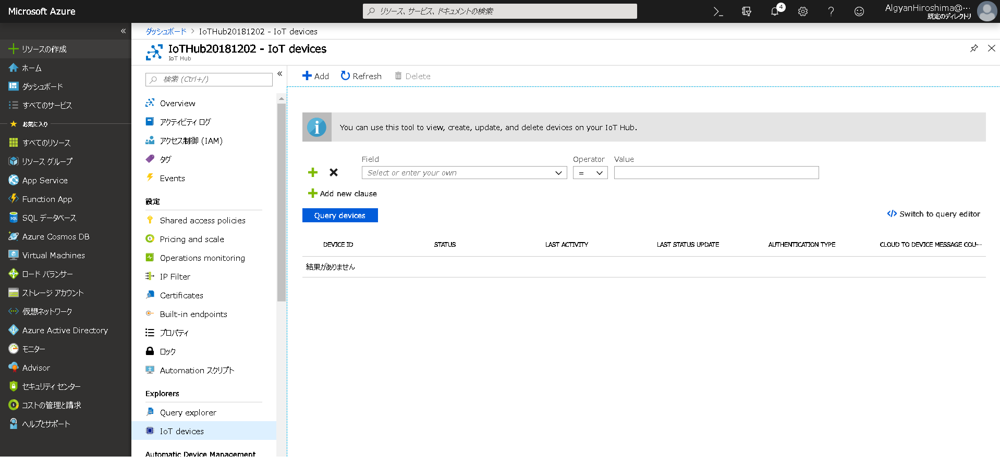 Microsoft Azure
リソース、サービス、ドキュメントの検索
4
AlgyanHiroshima@…
既定のディレクトリ
«
リソースの作成
ホーム
ダッシュボード
すべてのサービス
お気に入り
すべてのリソース
リソース グループ
App Service
Function App
SQL データベース
Azure Cosmos DB
Virtual Machines
ロード バランサー
ストレージ アカウント
仮想ネットワーク
Azure Active Directory
モニター
Advisor
セキュリティ センター
コストの管理と請求
ヘルプとサポート
ダッシュボード > IoTHub20181202 - IoT devices
IoTHub20181202 - IoT devices
IoT Hub
検索 (Ctrl+/)
«
Overview
アクティビティ ログ
アクセス制御 (IAM)
タグ
Events
設定
Shared access policies
Pricing and scale
Operations monitoring
IP Filter
Certificates
Built-in endpoints
プロパティ
ロック
Automation スクリプト
Explorers
Query explorer
IoT devices
Automatic Device Management
Add Refresh Delete
You can use this tool to view, create, update, and delete devices on your IoT Hub.
Field Operator Value
Select or enter your own =
Add new clause
Query devices
</> Switch to query editor
DEVICE ID STATUS LAST ACTIVITY LAST STATUS UPDATE AUTHENTICATION TYPE CLOUD TO DEVICE MESSAGE COU…
結果がありません